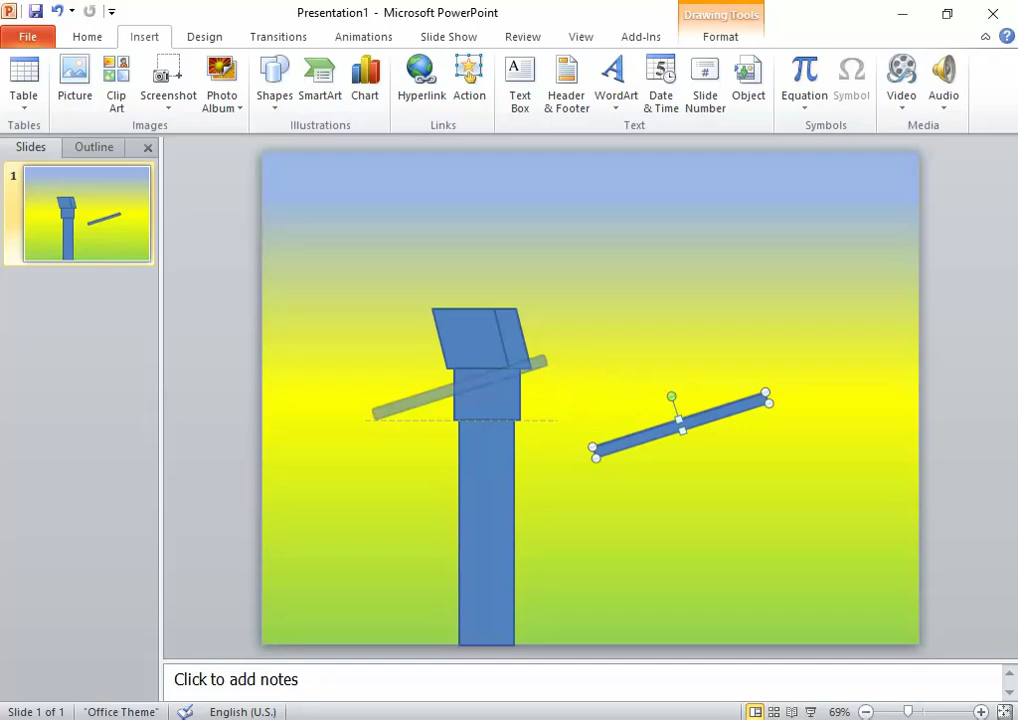 Presentation1 - Microsoft PowerPoint
Drawing Tools
File Home Insert Design Transitions Animations Slide Show Review View Add-Ins Format
Table Picture Clip Art Screenshot Photo Album Shapes SmartArt Chart Hyperlink Action Text Box Header & Footer WordArt Date & Time Slide Number Object Equation Symbol Video Audio
Tables Images Illustrations Links Text Symbols Media
Slides Outline
1
Click to add notes
Slide 1 of 1 "Office Theme" English (U.S.) 69%